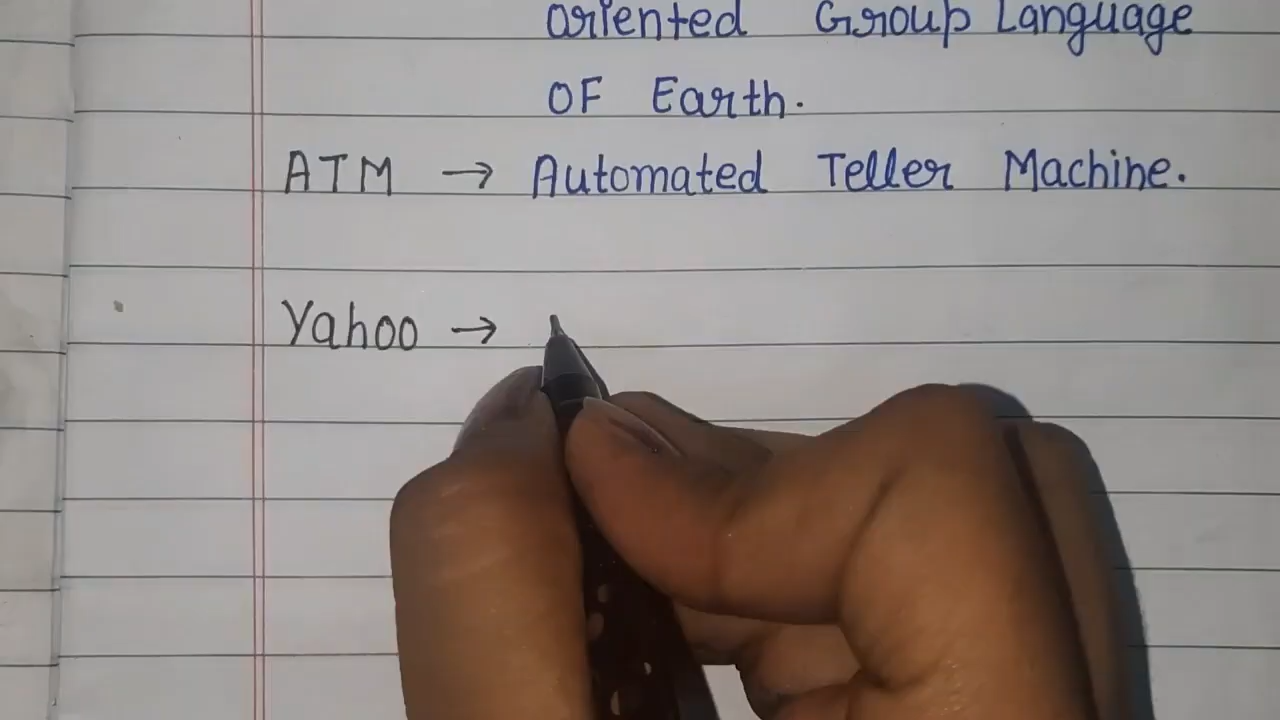 oriented Group Language
OF Earth.
ATM → Automated Teller Machine.
Yahoo →